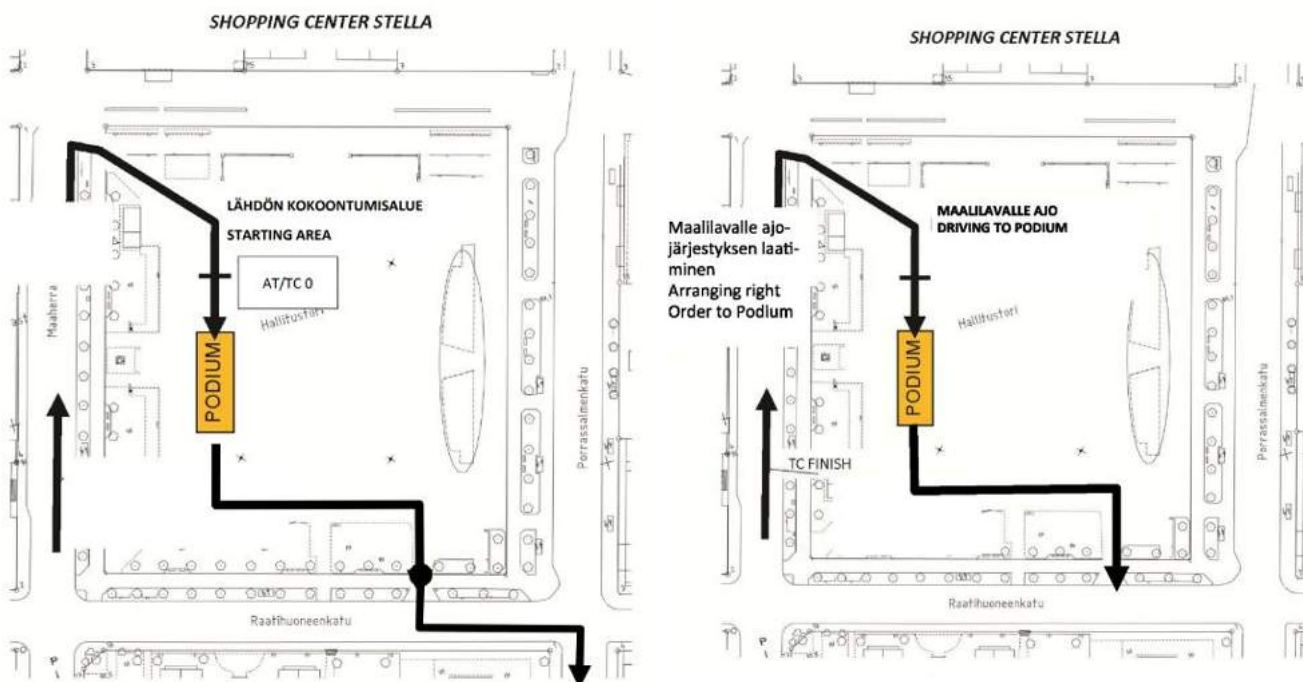 SHOPPING CENTER STELLA
LÄHDÖN KOKOONTUMISALUE
STARTING AREA
AT/TC 0
Hallitustori
PODIUM
Maaherra
Porrassalmenkatu
Raatihuoneenkatu
P
SHOPPING CENTER STELLA
Maalilavalle ajo-
järjestyksen laati-
minen
Arranging right
Order to Podium
MAALILAVALLE AJO
DRIVING TO PODIUM
Hallitustori
PODIUM
TC FINISH
Porrassalmenkatu
Raatihuoneenkatu
P